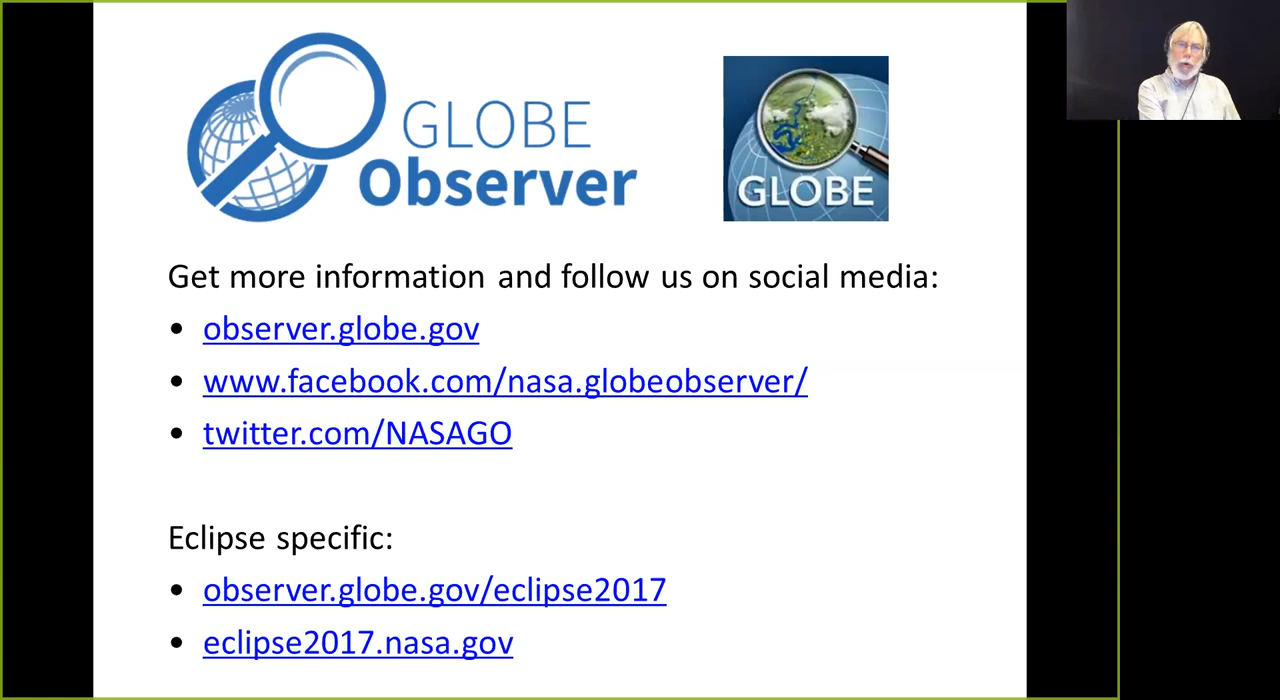 GLOBE
Observer
GLOBE
Get more information and follow us on social media:
• observer.globe.gov
• www.facebook.com/nasa.globeobserver/
• twitter.com/NASAGO
Eclipse specific:
• observer.globe.gov/eclipse2017
• eclipse2017.nasa.gov